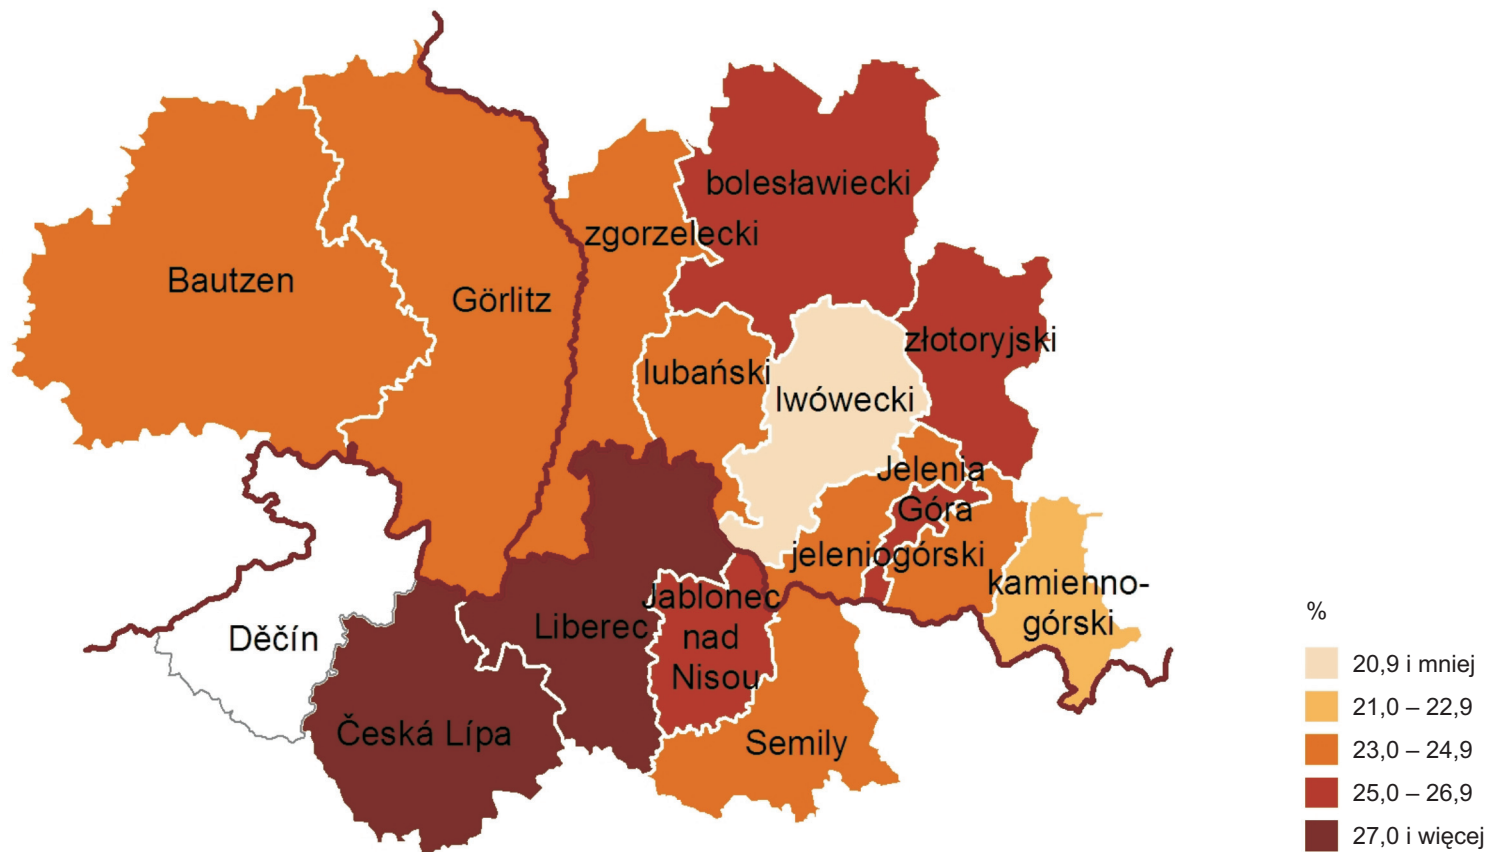 bolesławiecki
zgorzelecki
Bautzen
Görlitz
złotoryjski
lubański
lwówecki
Jelenia
Góra
jeleniogórski
kamienno-
górski
Jablonec
nad
Nisou
Liberec
Děčín
Česká Lípa
Semily
%
20,9 i mniej
21,0 – 22,9
23,0 – 24,9
25,0 – 26,9
27,0 i więcej